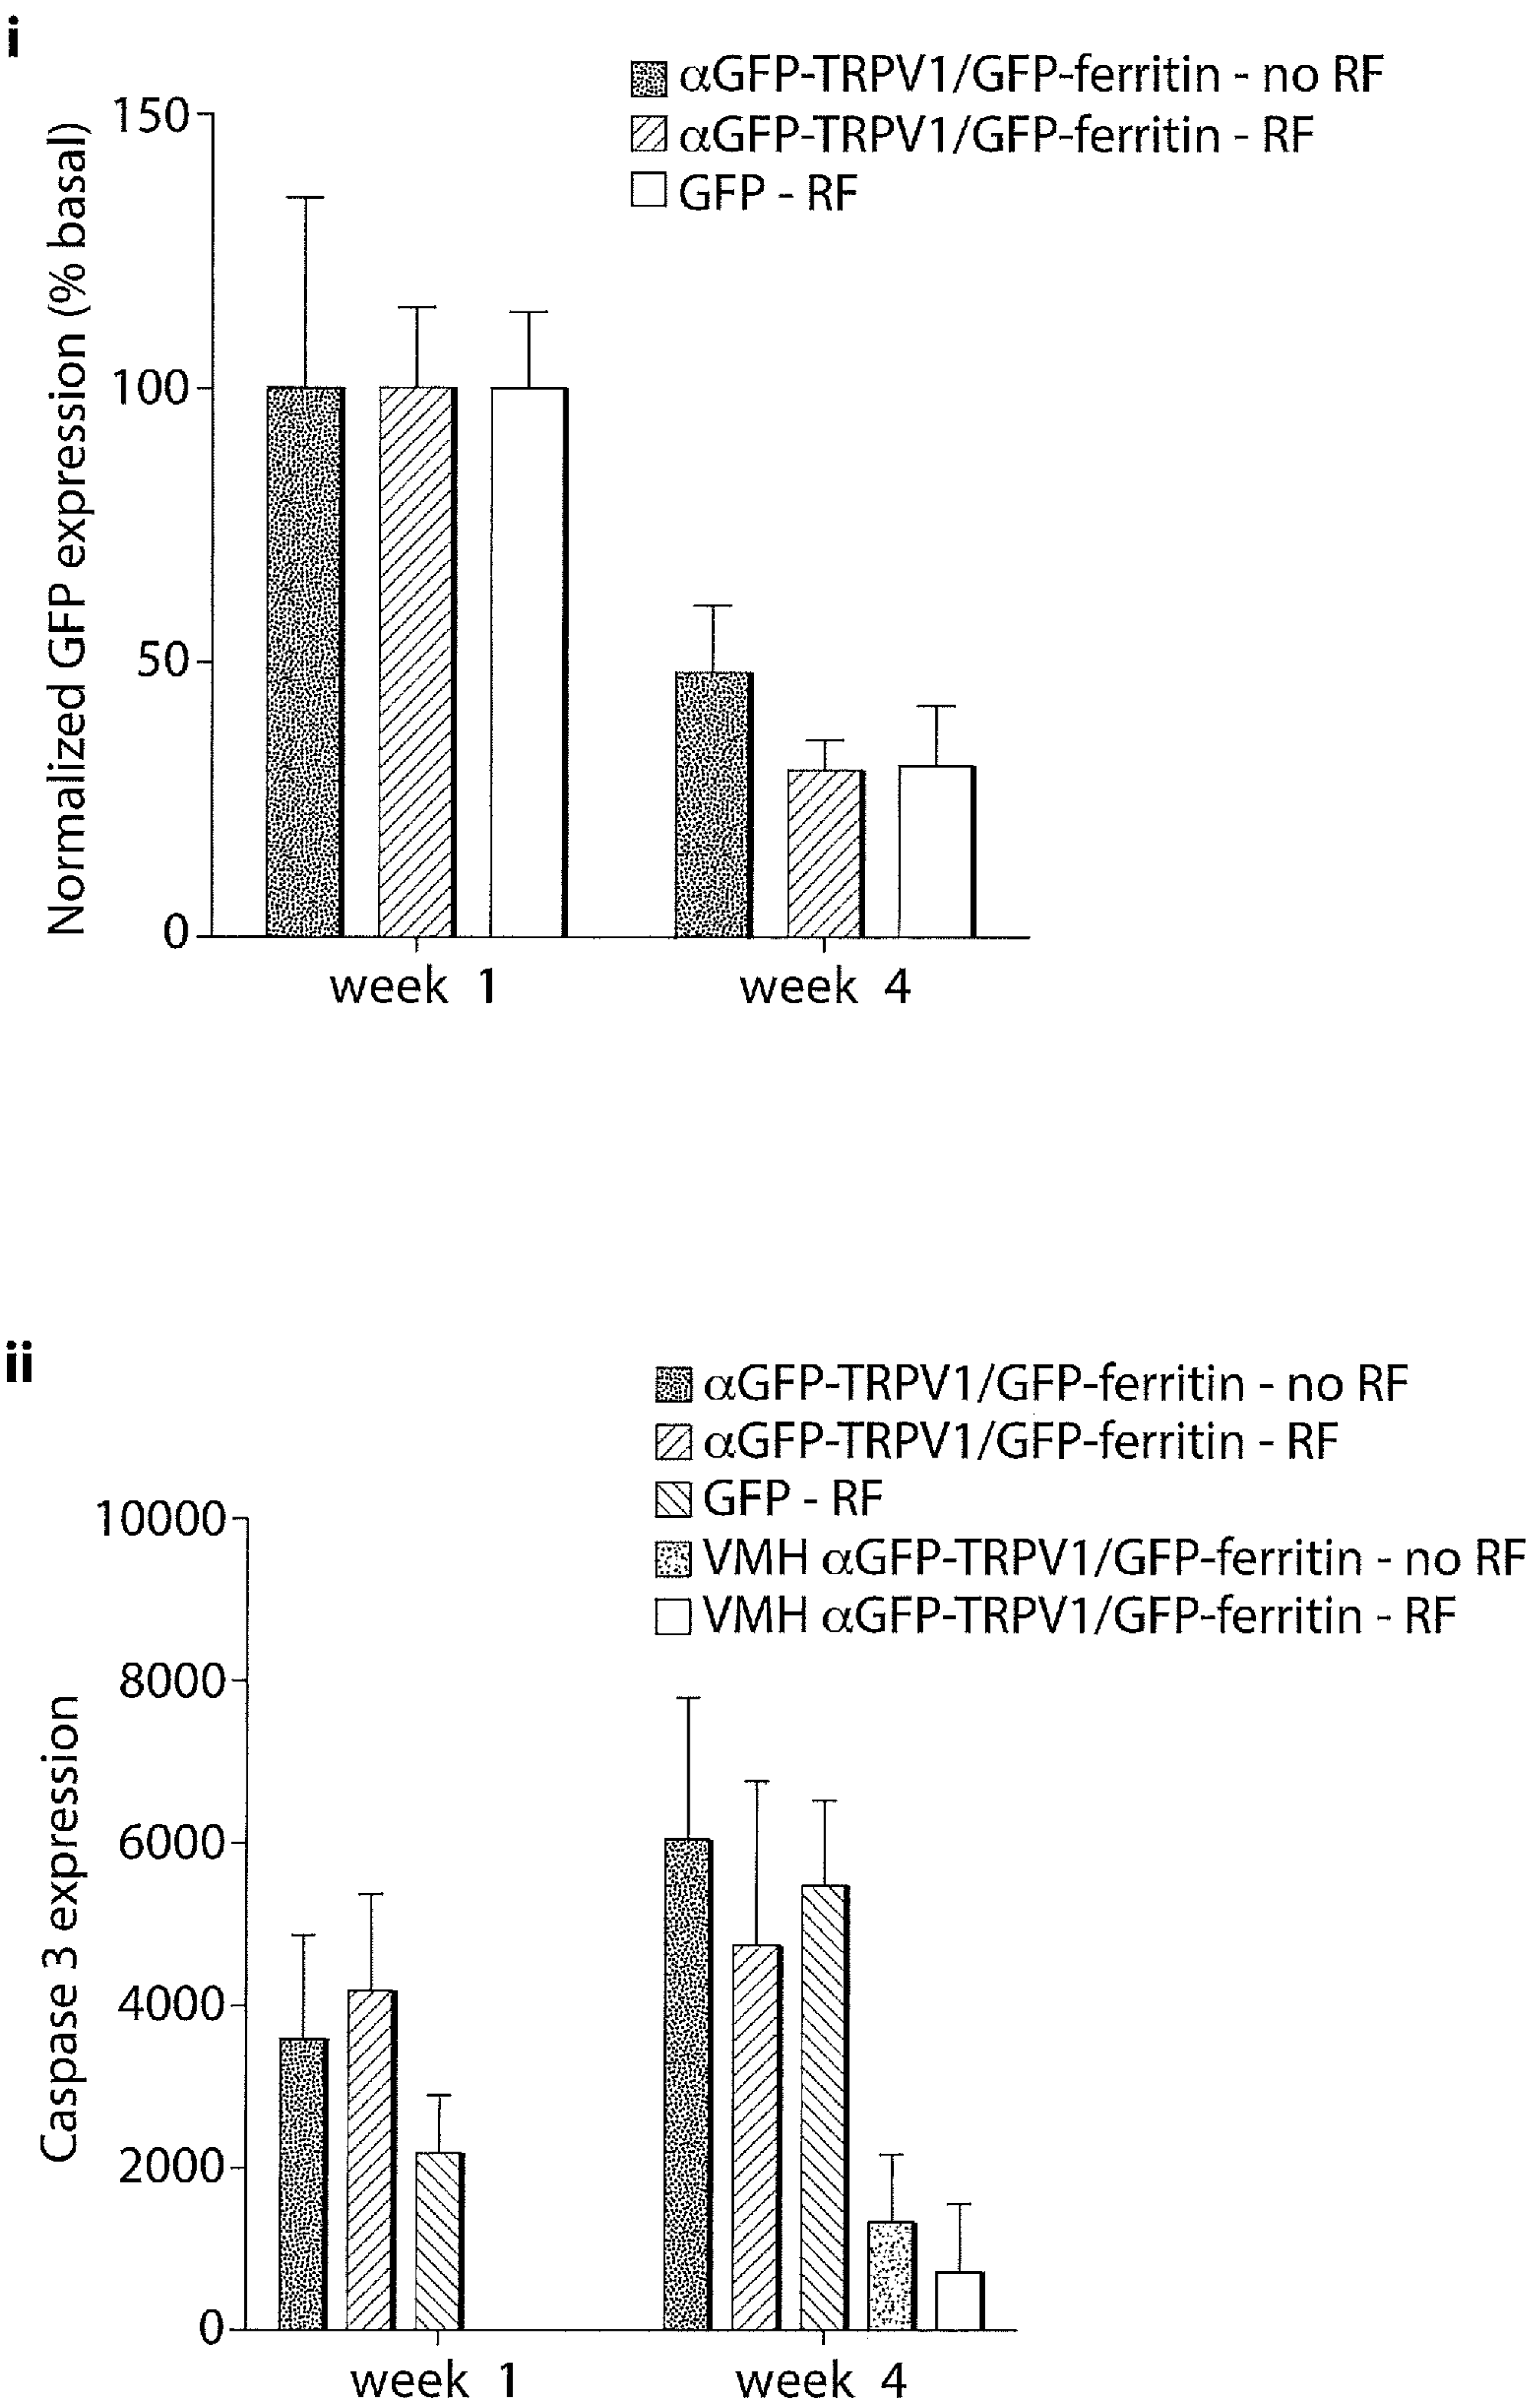 i
αGFP-TRPV1/GFP-ferritin - no RF
αGFP-TRPV1/GFP-ferritin - RF
GFP - RF
Normalized GFP expression (% basal)
150
100
50
0
week 1
week 4
ii
αGFP-TRPV1/GFP-ferritin - no RF
αGFP-TRPV1/GFP-ferritin - RF
GFP - RF
VMH αGFP-TRPV1/GFP-ferritin - no RF
VMH αGFP-TRPV1/GFP-ferritin - RF
Caspase 3 expression
10000
8000
6000
4000
2000
0
week 1
week 4